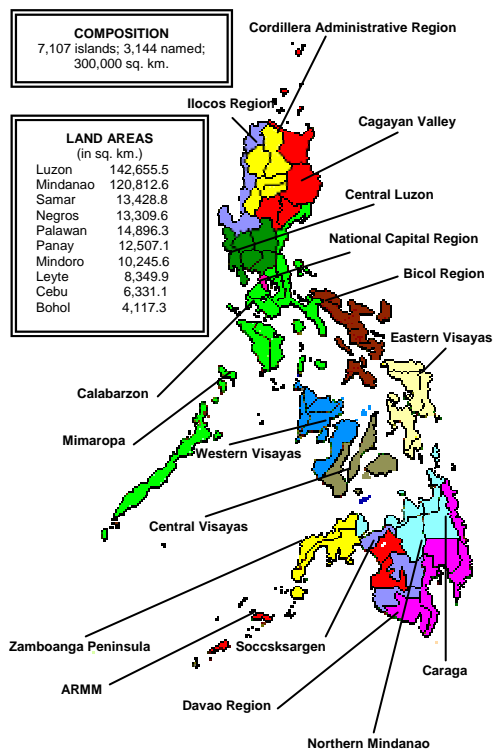 COMPOSITION
7,107 islands; 3,144 named;
300,000 sq. km.
Cordillera Administrative Region
Ilocos Region
Cagayan Valley
LAND AREAS
(in sq. km.)
Luzon 142,655.5
Mindanao 120,812.6
Samar 13,428.8
Negros 13,309.6
Palawan 14,896.3
Panay 12,507.1
Mindoro 10,245.6
Leyte 8,349.9
Cebu 6,331.1
Bohol 4,117.3
Central Luzon
National Capital Region
Bicol Region
Eastern Visayas
Calabarzon
Mimaropa
Western Visayas
Central Visayas
Zamboanga Peninsula
Soccsksargen
Caraga
ARMM
Davao Region
Northern Mindanao